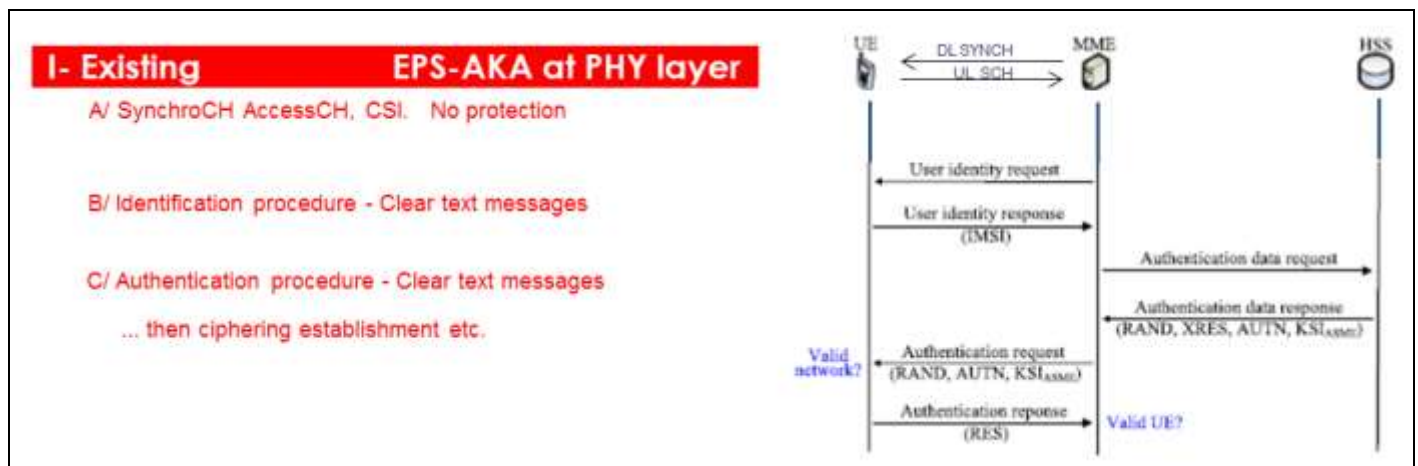 I- Existing EPS-AKA at PHY layer
A/ SynchroCH AccessCH, CSI. No protection
B/ Identification procedure - Clear text messages
C/ Authentication procedure - Clear text messages
... then ciphering establishment etc.
UE
DL SYNCH
UL SCH
MME
HSS
User identity request
User identity response
(IMSI)
Authentication data request
Authentication data response
(RAND, XRES, AUTN, KSIASME)
Valid
network?
Authentication request
(RAND, AUTN, KSIASME)
Authentication reponse
(RES)
Valid UE?